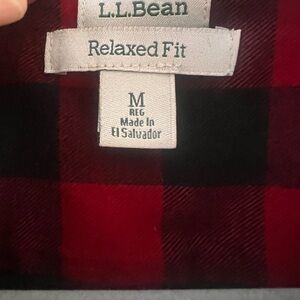 L.L.Bean
Relaxed Fit
M
REG
Made In
El Salvador